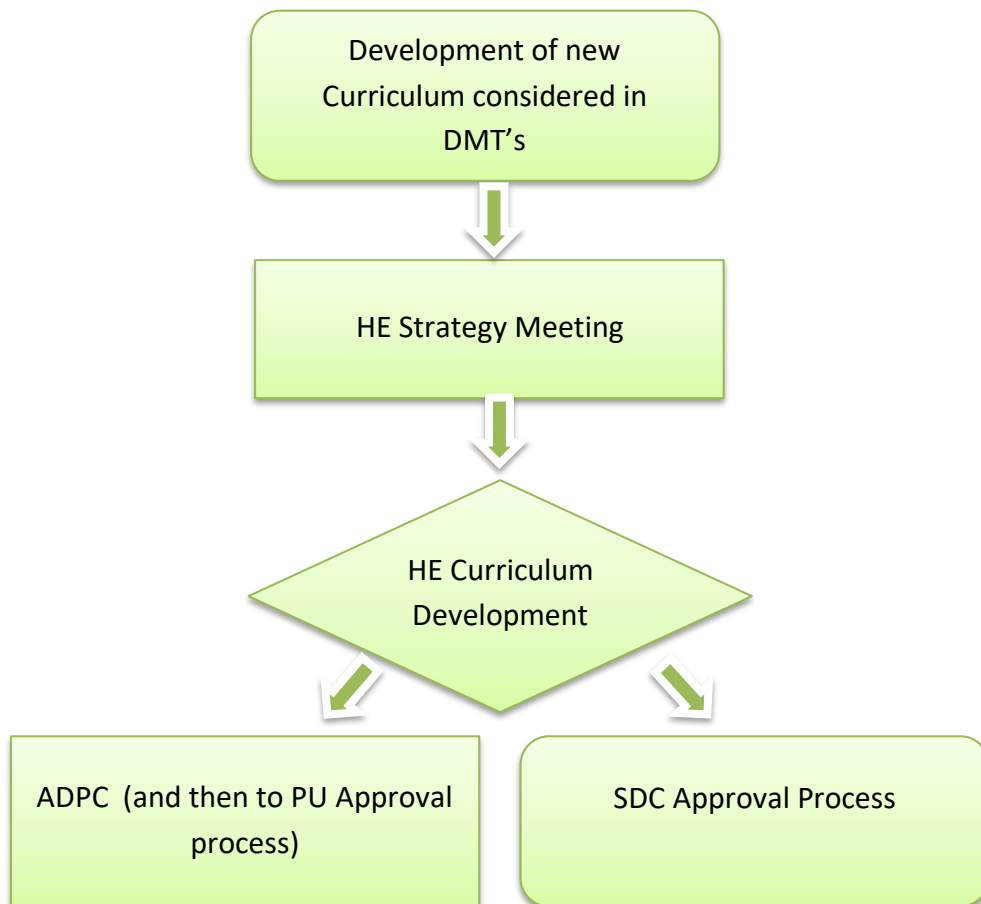 Development of new
Curriculum considered in
DMT’s
HE Strategy Meeting
HE Curriculum
Development
ADPC (and then to PU Approval
process)
SDC Approval Process